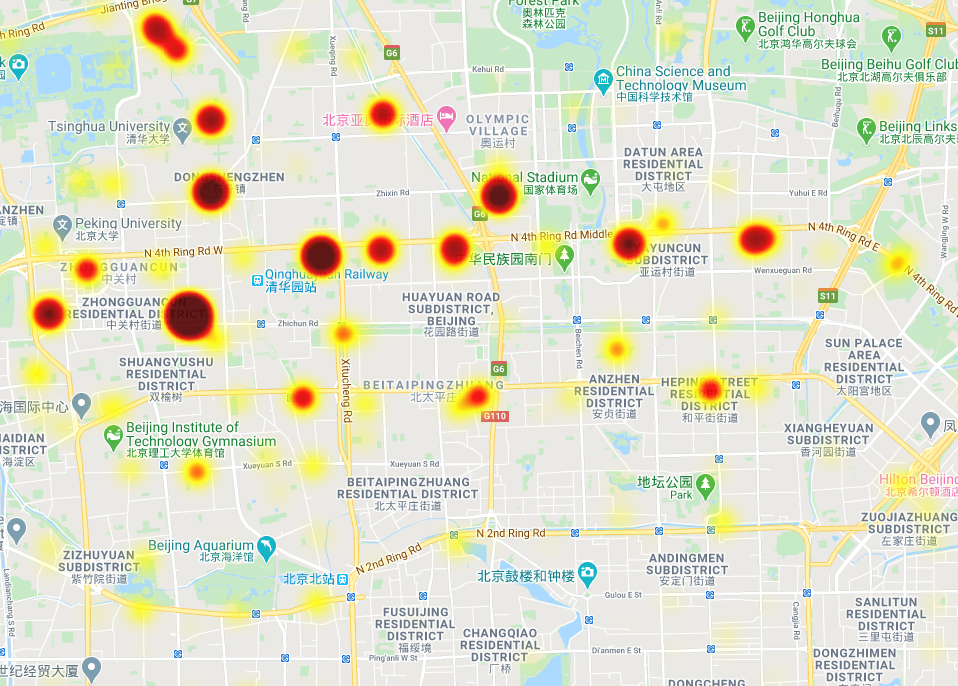 Jianting Bri
Forest Park
奥林匹克
森林公园
Beijing Honghua
Golf Club
北京鸿华高尔夫球会
S11
h Ring Rd
Xueqing Rd
G6
Kehui Rd
China Science and
Technology Museum
中国科学技术馆
Beijing Beihu Golf Club
北京北湖高尔夫俱乐部
Beihuqu Rd
Tsinghua University
清华大学
北京亚
际酒店
OLYMPIC
VILLAGE
奥运村
Beijing Links
北京北辰高尔夫
DATUN AREA
RESIDENTIAL
DISTRICT
大屯地区
National Stadium
国家体育场
Zhixin Rd
Yuhui E Rd
ANZHEN
Peking University
北京大学
G6
N 4th Ring Rd W
N 4th Ring Rd Middle
N 4th Ring Rd E
Wangjing W Rd
YAYUNCUN
SUBDISTRICT
亚运村街道
Wenxueguan Rd
N 4th Ring Rd
华民族园南门
ZHONGGUANCUN
中关村
Qinghuayuan Railway
清华园站
ZHONGGUANCUN
RESIDENTIAL DISTRICT
中关村街道
HUAYUAN ROAD
SUBDISTRICT,
BEIJING
花园路街道
S11
Zhichun Rd
Beichen Rd
SHUANGYUSHU
RESIDENTIAL
DISTRICT
双榆树
Xitucheng Rd
G6
BEITAIPINGZHUANG
北太平庄
G110
ANZHEN
RESIDENTIAL
DISTRICT
安贞街道
HEPING STREET
RESIDENTIAL
DISTRICT
和平街街道
SUN PALACE
AREA
RESIDENTIAL
DISTRICT
太阳宫地区
海国际中心
HAIDIAN
DISTRICT
海淀区
Beijing Institute of
Technology Gymnasium
北京理工大学体育馆
XIANGHEYUAN
SUBDISTRICT
香河园街道
凤
Xueyuan S Rd
Xueyuan S Rd
BEITAIPINGZHUANG
RESIDENTIAL DISTRICT
北太平庄街道
地坛公园
Park
Hilton Beijing
北京希尔顿酒店
ZUOJIAZHUANG
SUBDISTRICT
左家庄街道
N 2nd Ring Rd
N 2nd Ring Rd
Beijing Aquarium
北京海洋馆
ZIZHUYUAN
SUBDISTRICT
紫竹院街道
北京北站
北京鼓楼和钟楼
ANDINGMEN
SUBDISTRICT
安定门街道
Landianchang S Rd
Gulou E St
Cangjia Rd
FUSUIJING
RESIDENTIAL
DISTRICT
福绥境
SANLITUN
RESIDENTIAL
DISTRICT
三里屯街道
CHANGQIAO
RESIDENTIAL
DISTRICT
厂桥
Ping'anli W St
Di'anmen E St
DONGZHIMEN
RESIDENTIAL
DISTRICT
世纪经贸大厦
DONGCHENG